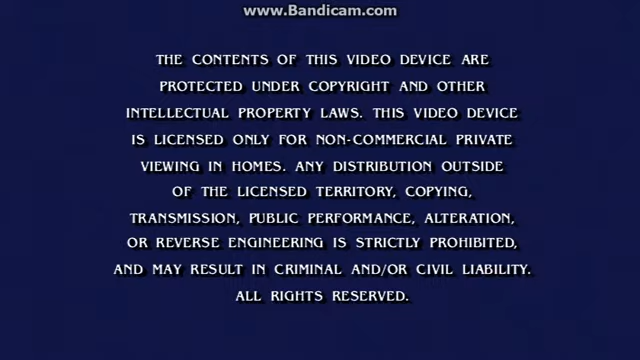 www.Bandicam.com
THE CONTENTS OF THIS VIDEO DEVICE ARE
PROTECTED UNDER COPYRIGHT AND OTHER
INTELLECTUAL PROPERTY LAWS. THIS VIDEO DEVICE
IS LICENSED ONLY FOR NON-COMMERCIAL PRIVATE
VIEWING IN HOMES. ANY DISTRIBUTION OUTSIDE
OF THE LICENSED TERRITORY, COPYING,
TRANSMISSION, PUBLIC PERFORMANCE, ALTERATION,
OR REVERSE ENGINEERING IS STRICTLY PROHIBITED,
AND MAY RESULT IN CRIMINAL AND/OR CIVIL LIABILITY.
ALL RIGHTS RESERVED.